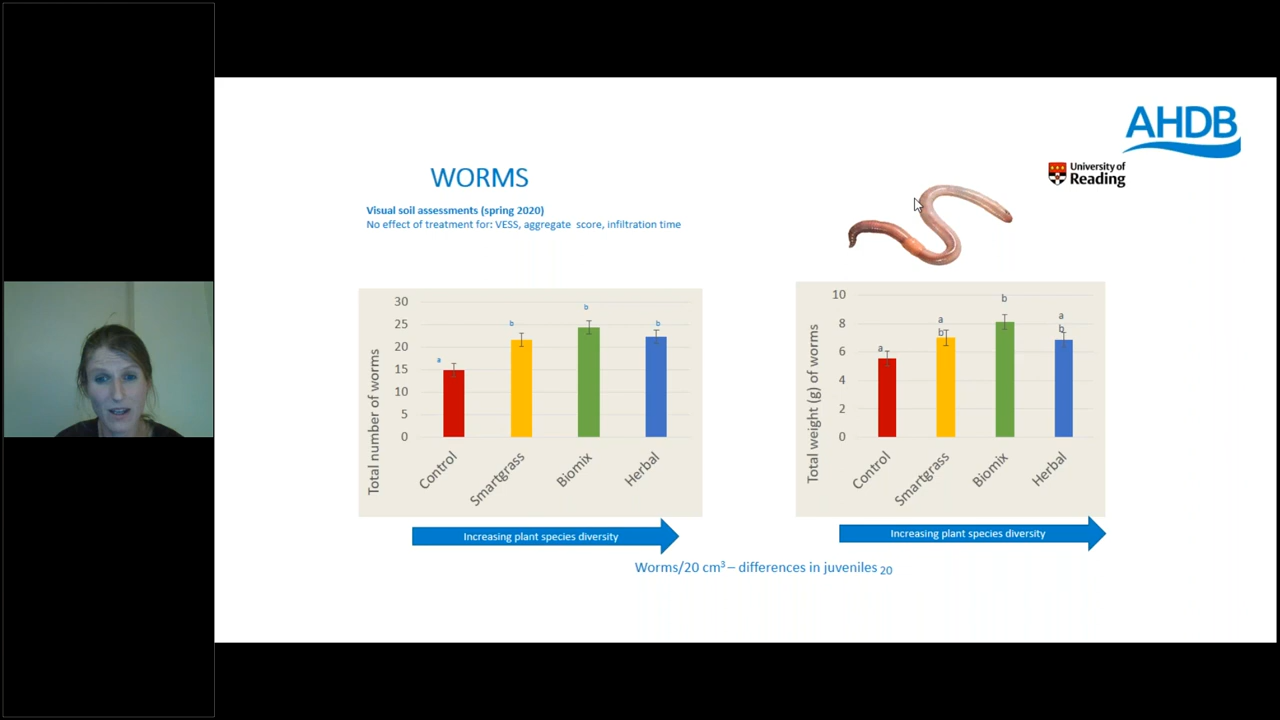 AHDB
University of
Reading
WORMS
Visual soil assessments (spring 2020)
No effect of treatment for: VESS, aggregate score, infiltration time
Total number of worms
30
25
20
15
10
5
0
a
b
b
b
Control
Smartgrass
Biomix
Herbal
Increasing plant species diversity
Total weight (g) of worms
10
8
6
4
2
0
a
a
b
b
a
b
Control
Smartgrass
Biomix
Herbal
Increasing plant species diversity
Worms/20 cm³ – differences in juveniles 20